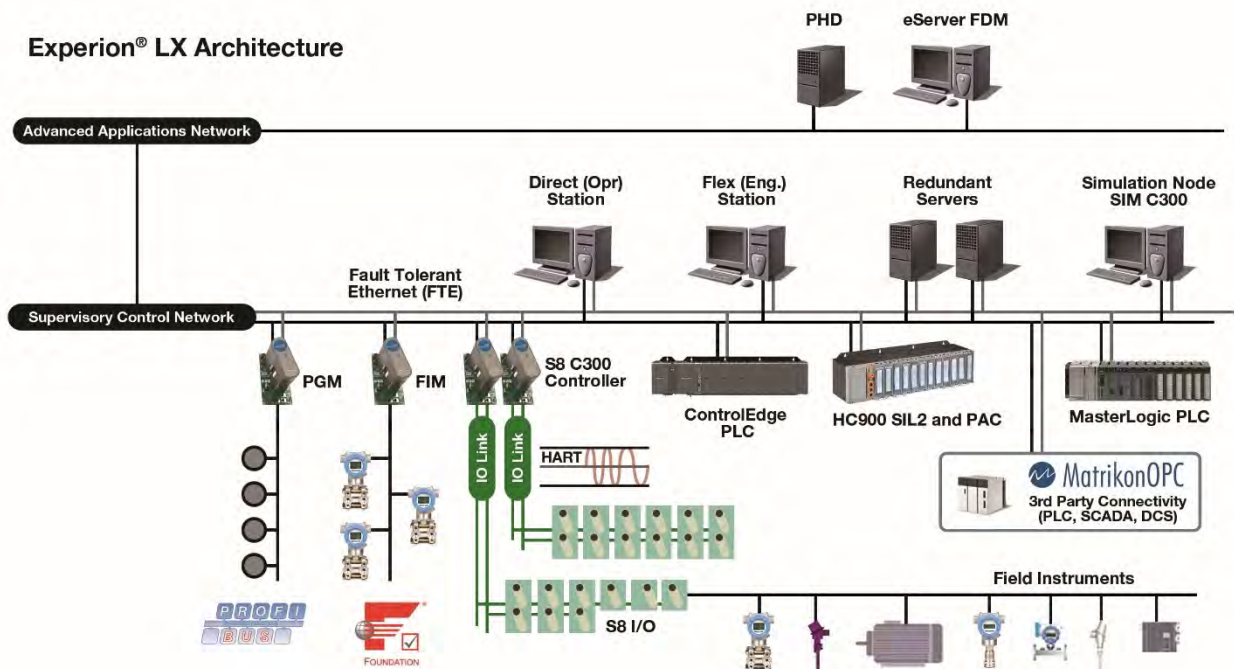 PHD
eServer FDM
Experion® LX Architecture
Advanced Applications Network
Direct (Opr)
Station
Flex (Eng.)
Station
Redundant
Servers
Simulation Node
SIM C300
Fault Tolerant
Ethernet (FTE)
Supervisory Control Network
PGM
FIM
S8 C300
Controller
ControlEdge
PLC
HC900 SIL2 and PAC
MasterLogic PLC
IO Link
IO Link
HART
MatrikonOPC
3rd Party Connectivity
(PLC, SCADA, DCS)
Field Instruments
S8 I/O
PROFI
BUS
FOUNDATION